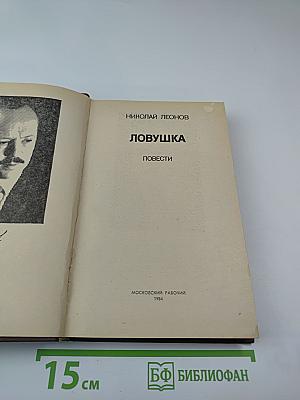 НИКОЛАЙ ЛЕОНОВ
ЛОВУШКА
ПОВЕСТИ
МОСКОВСКИЙ РАБОЧИЙ
1984
15 см
БФ БИБЛИОФАН